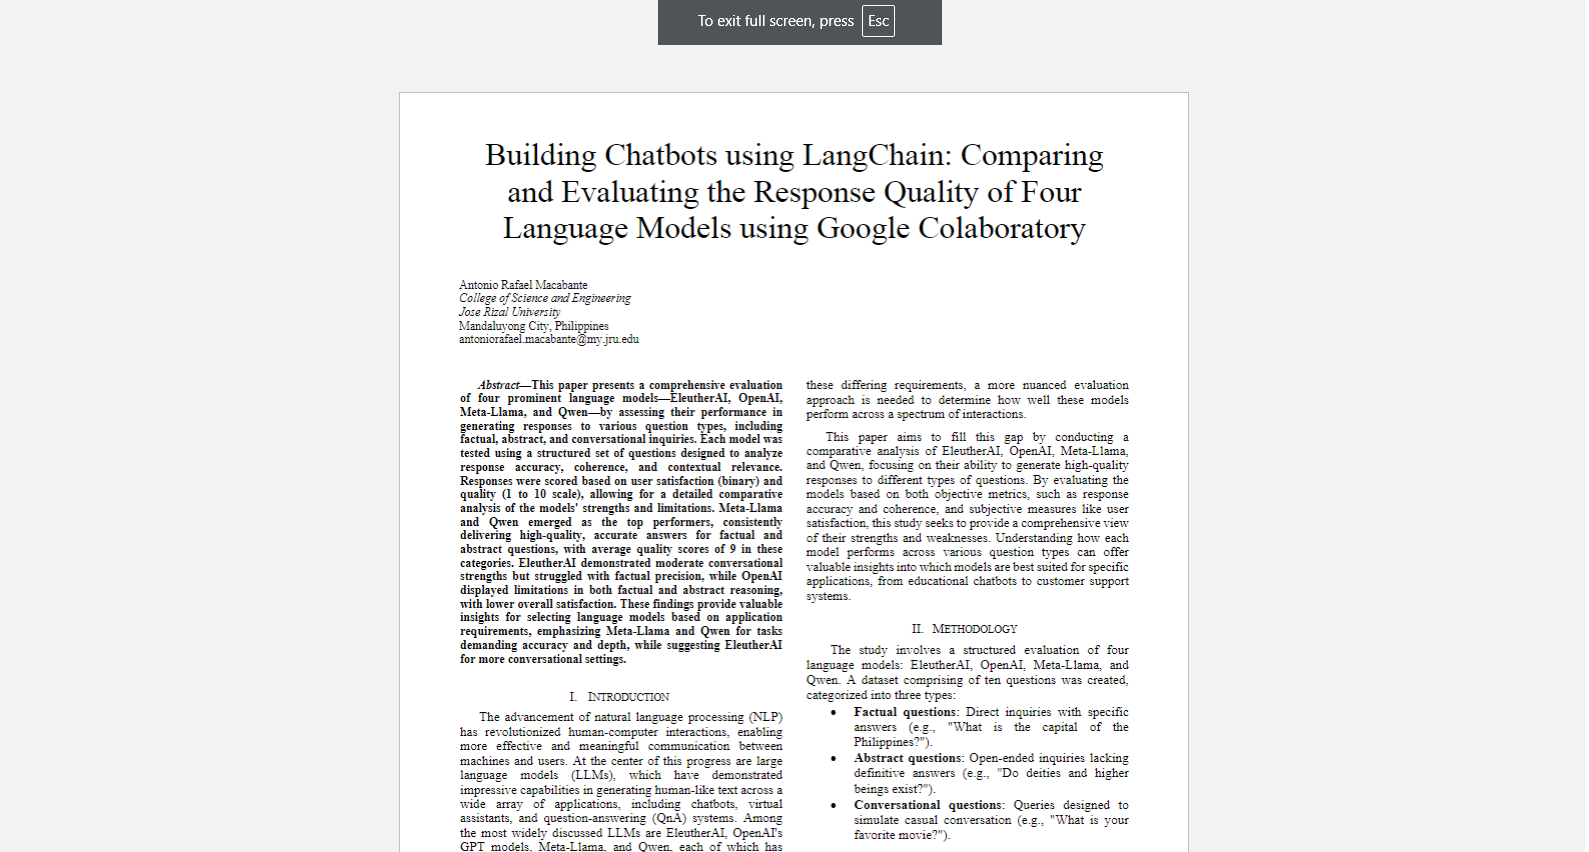 To exit full screen, press Esc
Building Chatbots using LangChain: Comparing
and Evaluating the Response Quality of Four
Language Models using Google Colaboratory
Antonio Rafael Macabante
College of Science and Engineering
Jose Rizal University
Mandaluyong City, Philippines
antoniorafael.macabante@my.jru.edu
Abstract—This paper presents a comprehensive evaluation
of four prominent language models—EleutherAI, OpenAI,
Meta-Llama, and Qwen—by assessing their performance in
generating responses to various question types, including
factual, abstract, and conversational inquiries. Each model was
tested using a structured set of questions designed to analyze
response accuracy, coherence, and contextual relevance.
Responses were scored based on user satisfaction (binary) and
quality (1 to 10 scale), allowing for a detailed comparative
analysis of the models' strengths and limitations. Meta-Llama
and Qwen emerged as the top performers, consistently
delivering high-quality, accurate answers for factual and
abstract questions, with average quality scores of 9 in these
categories. EleutherAI demonstrated moderate conversational
strengths but struggled with factual precision, while OpenAI
displayed limitations in both factual and abstract reasoning,
with lower overall satisfaction. These findings provide valuable
insights for selecting language models based on application
requirements, emphasizing Meta-Llama and Qwen for tasks
demanding accuracy and depth, while suggesting EleutherAI
for more conversational settings.
I. INTRODUCTION
The advancement of natural language processing (NLP)
has revolutionized human-computer interactions, enabling
more effective and meaningful communication between
machines and users. At the center of this progress are large
language models (LLMs), which have demonstrated
impressive capabilities in generating human-like text across a
wide array of applications, including chatbots, virtual
assistants, and question-answering (QnA) systems. Among
the most widely discussed LLMs are EleutherAI, OpenAI's
GPT models, Meta-Llama, and Qwen, each of which has
these differing requirements, a more nuanced evaluation
approach is needed to determine how well these models
perform across a spectrum of interactions.
This paper aims to fill this gap by conducting a
comparative analysis of EleutherAI, OpenAI, Meta-Llama,
and Qwen, focusing on their ability to generate high-quality
responses to different types of questions. By evaluating the
models based on both objective metrics, such as response
accuracy and coherence, and subjective measures like user
satisfaction, this study seeks to provide a comprehensive view
of their strengths and weaknesses. Understanding how each
model performs across various question types can offer
valuable insights into which models are best suited for specific
applications, from educational chatbots to customer support
systems.
II. METHODOLOGY
The study involves a structured evaluation of four
language models: EleutherAI, OpenAI, Meta-Llama, and
Qwen. A dataset comprising of ten questions was created,
categorized into three types:
• Factual questions: Direct inquiries with specific
answers (e.g., "What is the capital of the
Philippines?").
• Abstract questions: Open-ended inquiries lacking
definitive answers (e.g., "Do deities and higher
beings exist?").
• Conversational questions: Queries designed to
simulate casual conversation (e.g., "What is your
favorite movie?").